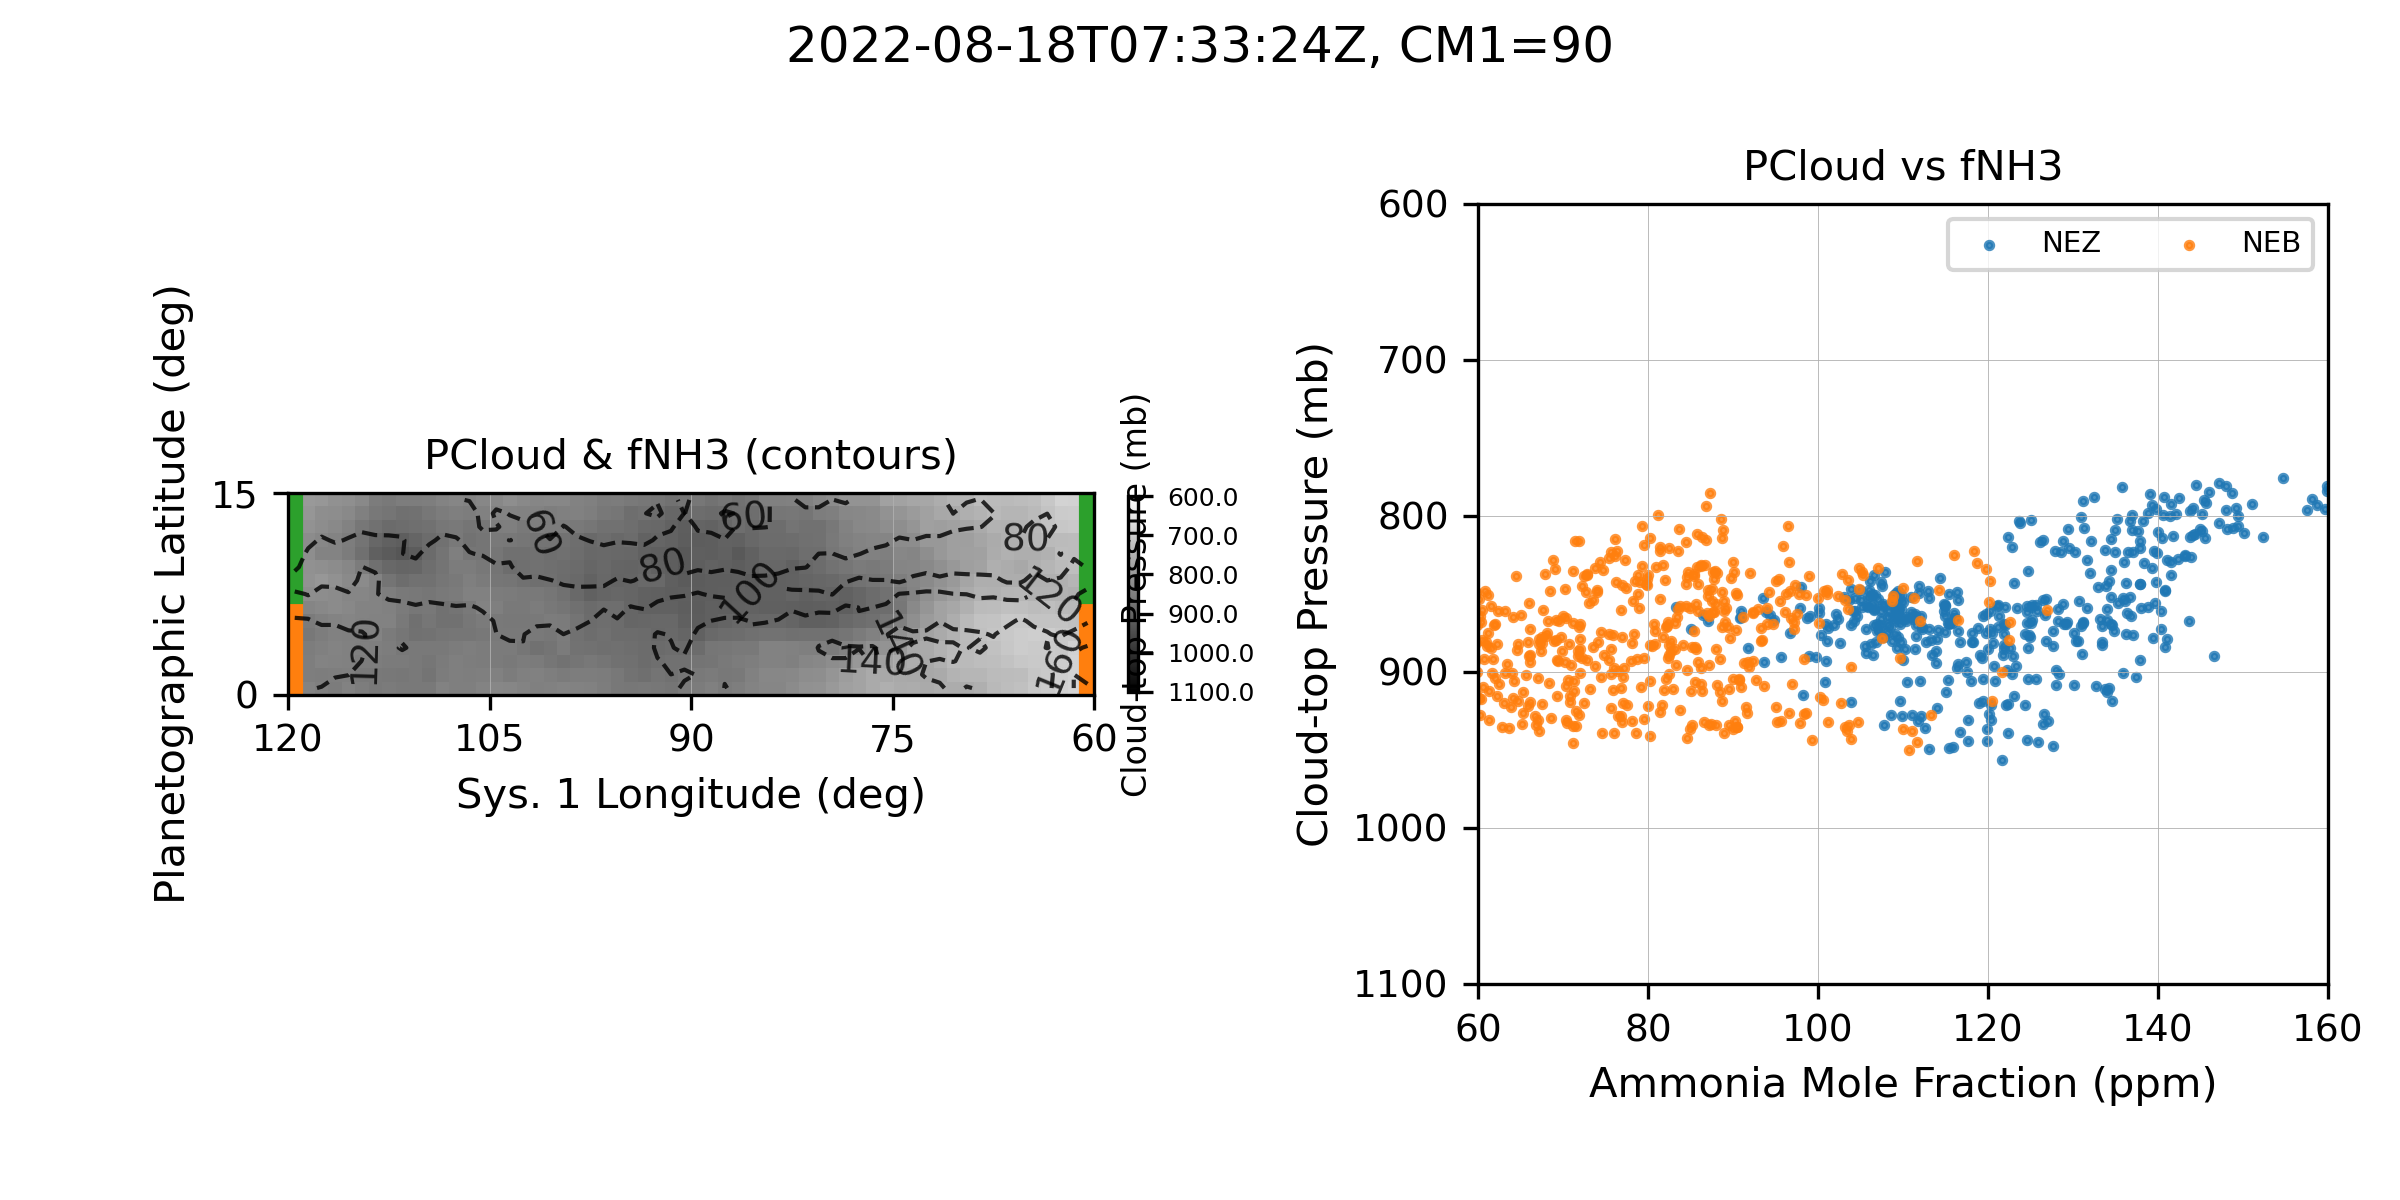 2022-08-18T07:33:24Z, CM1=90
PCloud & fNH3 (contours)
Planetographic Latitude (deg)
15
0
120 105 90 75 60
Sys. 1 Longitude (deg)
60
60
80
80
100
120
120
140
140
160
Cloud-top Pressure (mb)
600.0
700.0
800.0
900.0
1000.0
1100.0
PCloud vs fNH3
NEZ NEB
Cloud-top Pressure (mb)
600
700
800
900
1000
1100
60 80 100 120 140 160
Ammonia Mole Fraction (ppm)